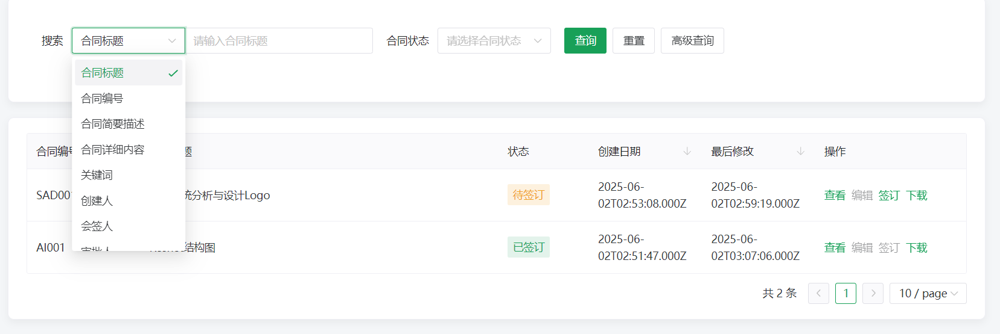 搜索 合同标题 请输入合同标题 合同状态 请选择合同状态 查询 重置 高级查询
合同标题
合同编号
合同简要描述
合同详细内容
关键词
创建人
会签人
合同编 题 状态 创建日期 最后修改 操作
SAD00 分析与设计Logo 待签订 2025-06-02T02:53:08.000Z 2025-06-02T02:59:19.000Z 查看 编辑 签订 下载
AI001 结构图 已签订 2025-06-02T02:51:47.000Z 2025-06-02T03:07:06.000Z 查看 编辑 签订 下载
共 2 条 1 10 / page